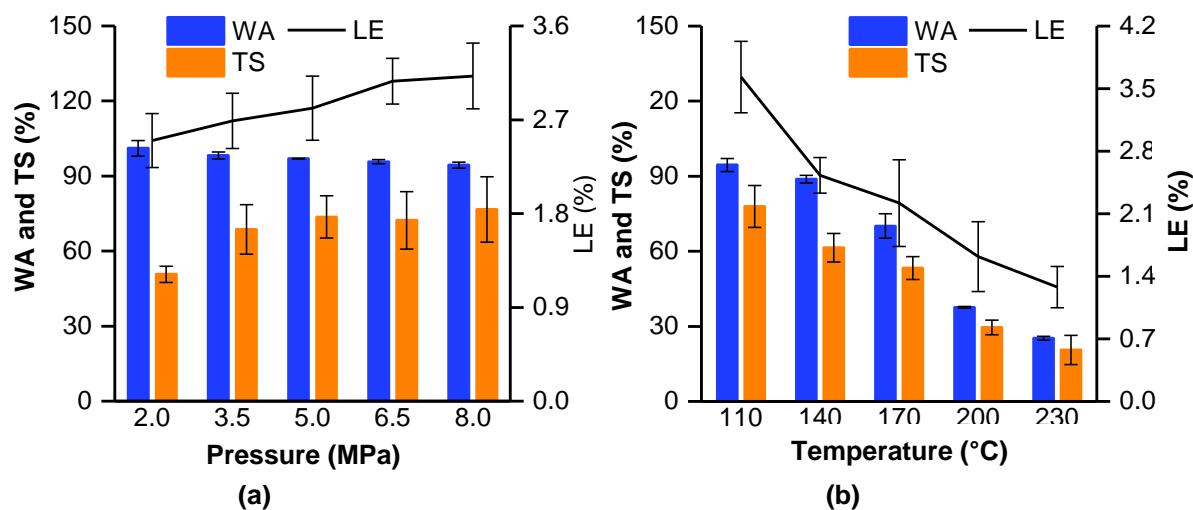 WA LE
TS
WA and TS (%)
150
120
90
60
30
0
3.6
2.7
1.8
0.9
0.0
LE (%)
2.0 3.5 5.0 6.5 8.0
Pressure (MPa)
(a)
WA LE
TS
WA and TS (%)
150
20
90
60
30
0
4.2
3.5
2.8
2.1
1.4
0.7
0.0
LE (%)
110 140 170 200 230
Temperature (°C)
(b)